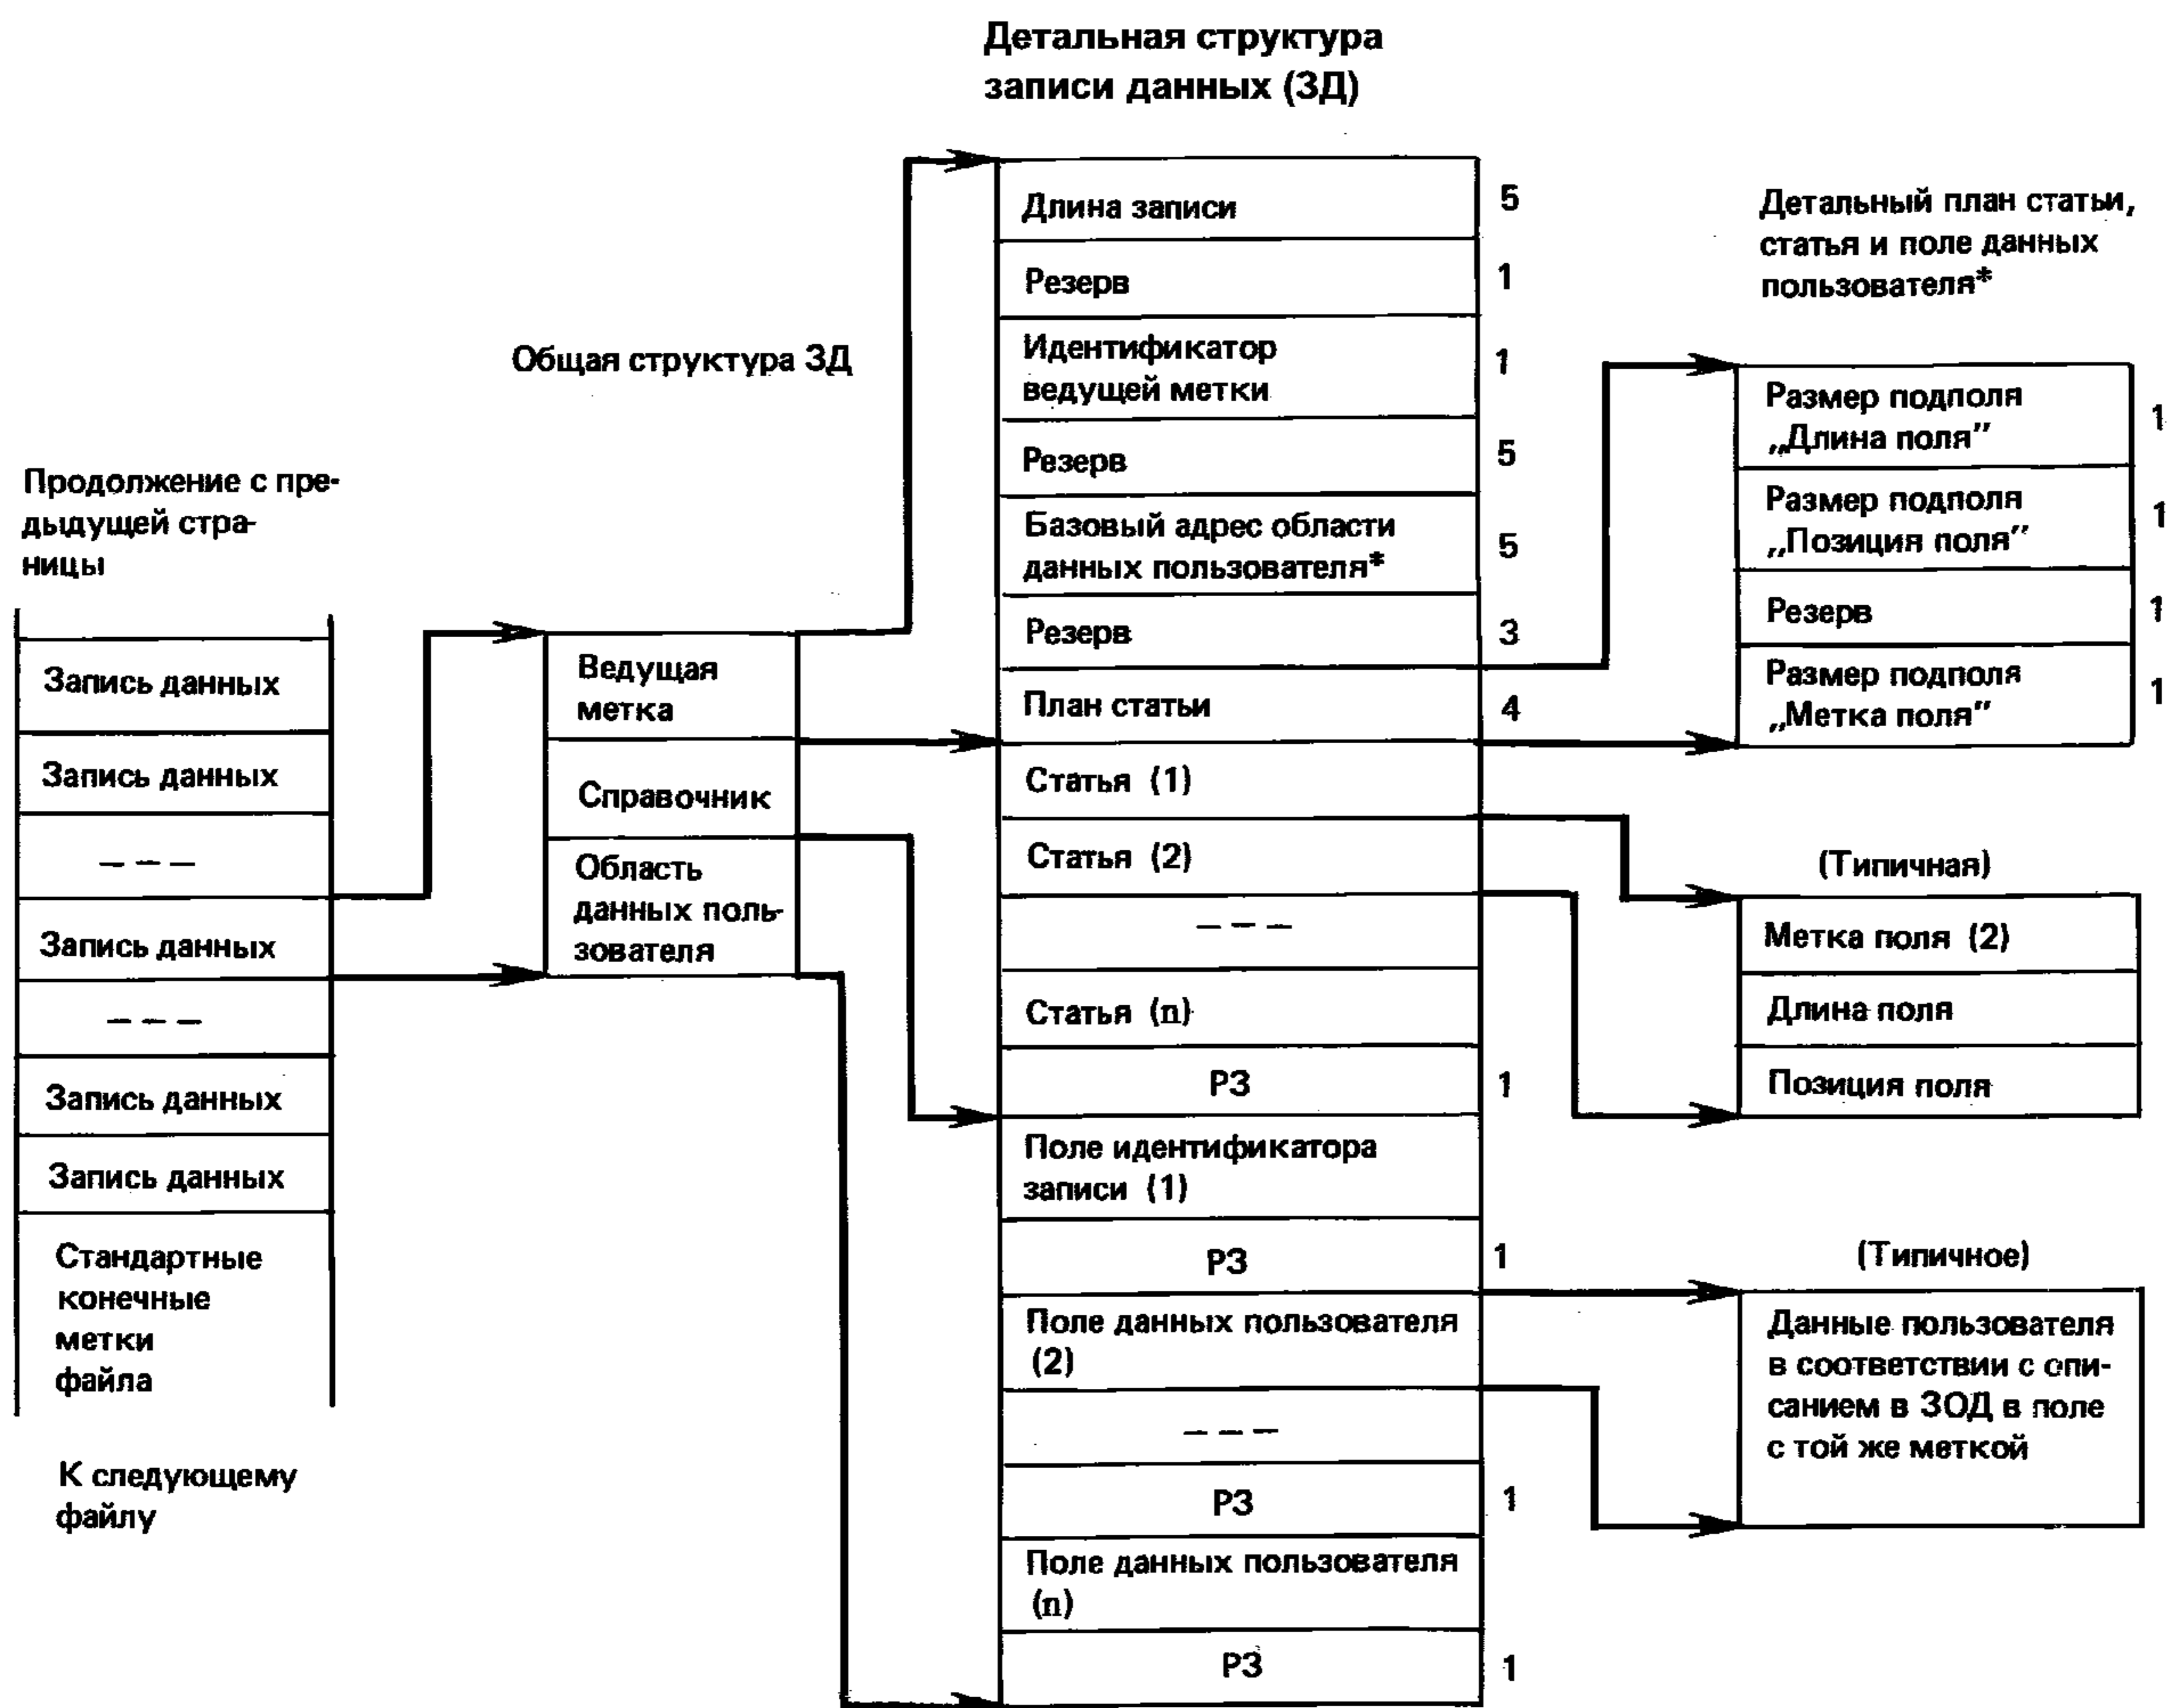 Детальная структура
записи данных (ЗД)
Продолжение с пре-
дыдущей стра-
ницы
Запись данных
Запись данных
– – –
Запись данных
– – –
Запись данных
Запись данных
Стандартные
конечные
метки
файла
К следующему
файлу
Общая структура ЗД
Ведущая
метка
Справочник
Область
данных поль-
зователя
Длина записи 5
Резерв 1
Идентификатор
ведущей метки 1
Резерв 5
Базовый адрес области
данных пользователя* 5
Резерв 3
План статьи 4
Статья (1)
Статья (2)
– – –
Статья (n)
РЗ 1
Поле идентификатора
записи (1)
РЗ 1
Поле данных пользователя
(2)
– – –
РЗ 1
Поле данных пользователя
(n)
РЗ 1
Детальный план статьи,
статья и поле данных
пользователя*
Размер подполя
„Длина поля” 1
Размер подполя
„Позиция поля” 1
Резерв 1
Размер подполя
„Метка поля” 1
(Типичная)
Метка поля (2)
Длина поля
Позиция поля
(Типичное)
Данные пользователя
в соответствии с опи-
санием в ЗОД в поле
с той же меткой